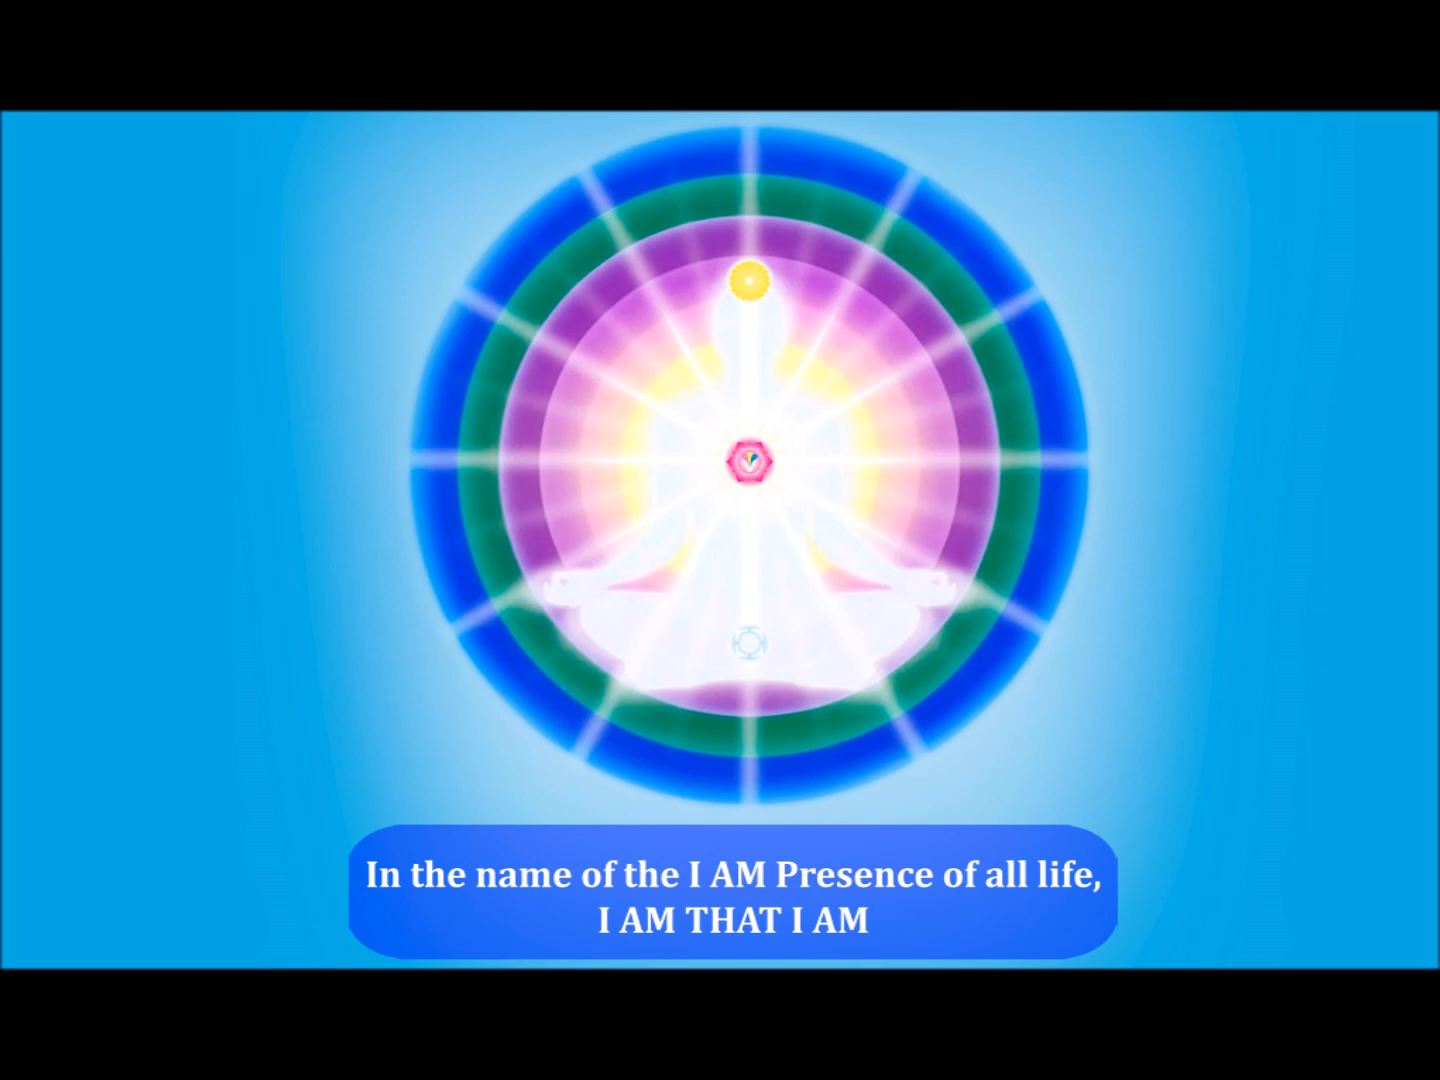 In the name of the I AM Presence of all life,
I AM THAT I AM